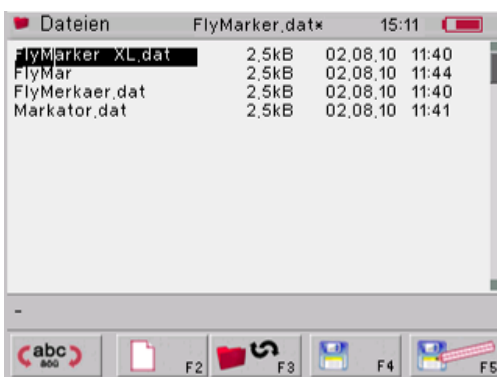 Dateien FlyMarker.dat* 15:11
FlyMarker XL.dat 2,5kB 02.08.10 11:40
FlyMar 2,5kB 02.08.10 11:44
FlyMerkaer.dat 2,5kB 02.08.10 11:40
Markator.dat 2,5kB 02.08.10 11:41
-
abc F2 F3 F4 F5
äöü